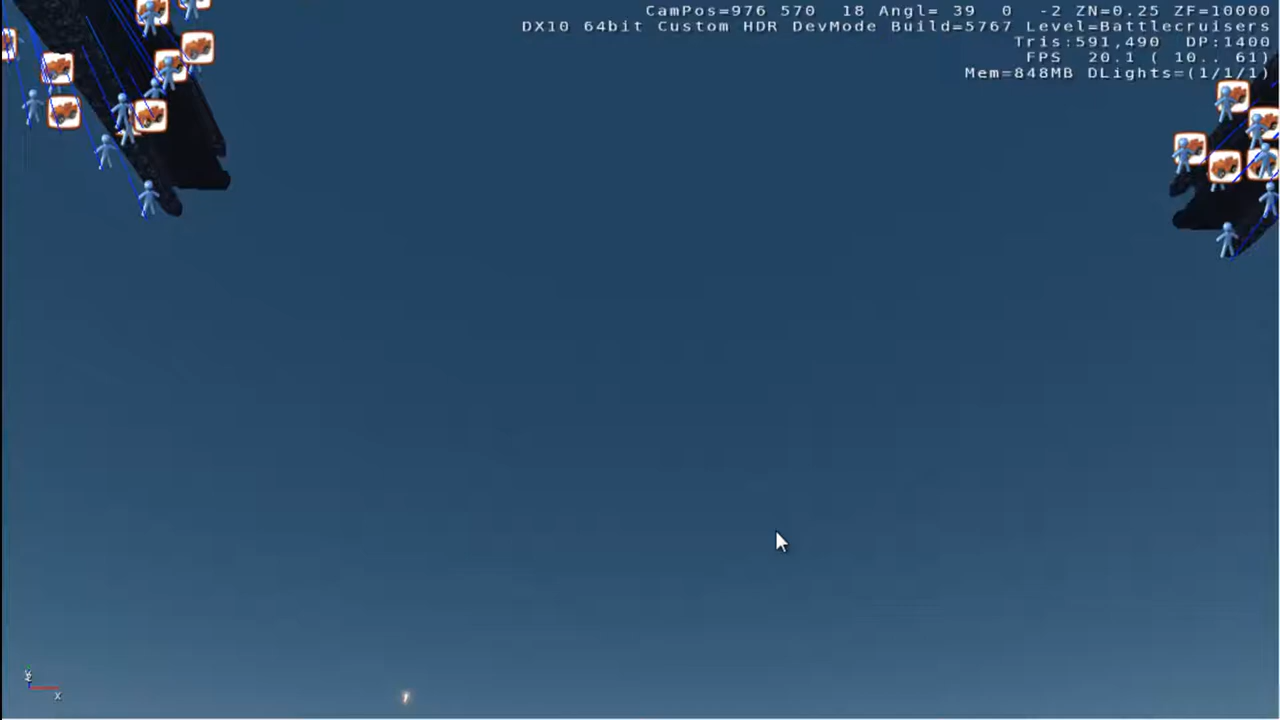 CamPos=976 570 18 Angl= 39 0 -2 ZN=0.25 ZF=10000
DX10 64bit Custom HDR DevMode Build=5767 Level=Battlecruisers
Tris:591,490 DP:1400
FPS 20.1 ( 10.. 61)
Mem=848MB DLights=(1/1/1)
x